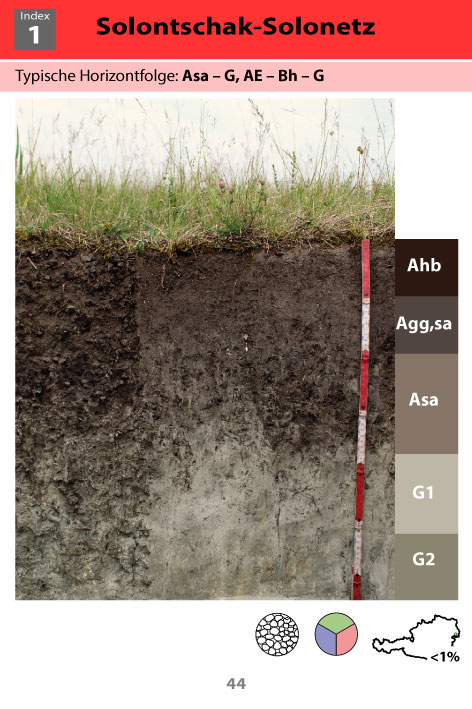 Index
1
Solontschak-Solonetz
Typische Horizontfolge: Asa – G, AE – Bh – G
Ahb
Agg,sa
Asa
G1
G2
<1%
44